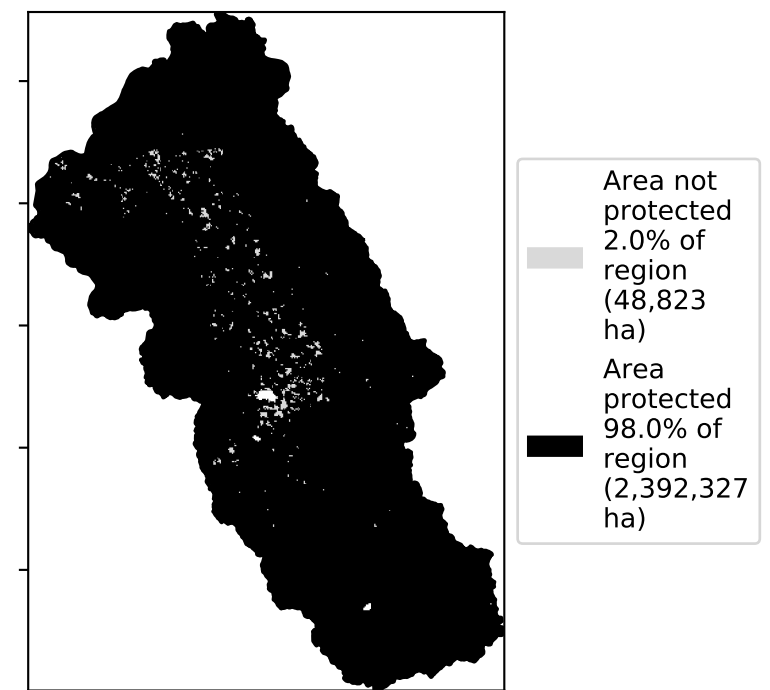 Area not
protected
2.0% of
region
(48,823
ha)
Area
protected
98.0% of
region
(2,392,327
ha)